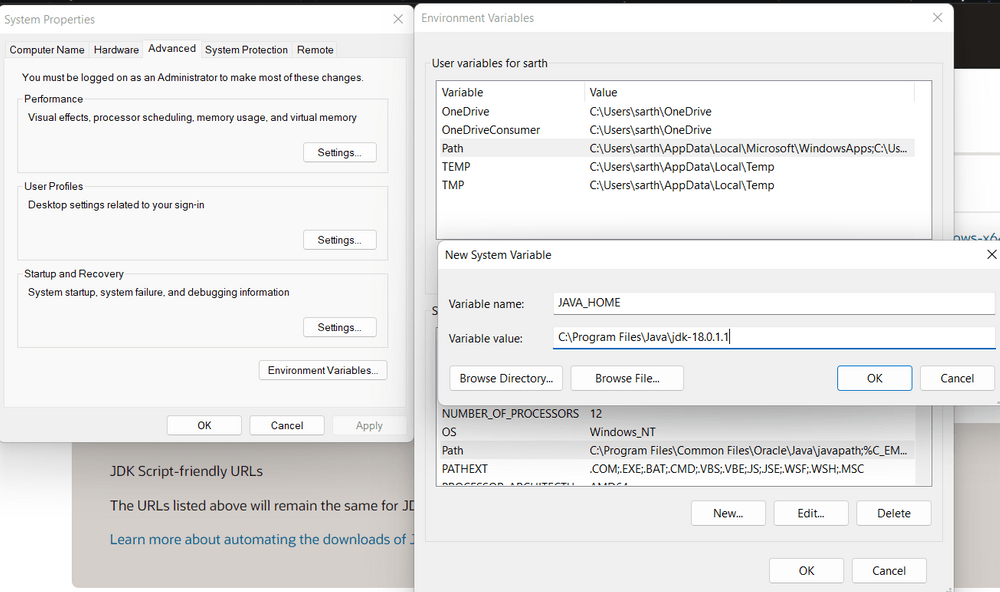 System Properties
Computer Name Hardware Advanced System Protection Remote
You must be logged on as an Administrator to make most of these changes.
Performance
Visual effects, processor scheduling, memory usage, and virtual memory
Settings...
User Profiles
Desktop settings related to your sign-in
Settings...
Startup and Recovery
System startup, system failure, and debugging information
Settings...
Environment Variables...
OK Cancel Apply
JDK Script-friendly URLs
The URLs listed above will remain the same for JD
Learn more about automating the downloads of J
Environment Variables
User variables for sarth
Variable Value
OneDrive C:\Users\sarth\OneDrive
OneDriveConsumer C:\Users\sarth\OneDrive
Path C:\Users\sarth\AppData\Local\Microsoft\WindowsApps;C:\Us...
TEMP C:\Users\sarth\AppData\Local\Temp
TMP C:\Users\sarth\AppData\Local\Temp
ows-x64
New System Variable
Variable name: JAVA_HOME
Variable value: C:\Program Files\Java\jdk-18.0.1.1
Browse Directory... Browse File... OK Cancel
S
NUMBER_OF_PROCESSORS 12
OS Windows_NT
Path C:\Program Files\Common Files\Oracle\Java\javapath;%C_EM...
PATHEXT .COM;.EXE;.BAT;.CMD;.VBS;.VBE;.JS;.JSE;.WSF;.WSH;.MSC
New... Edit... Delete
OK Cancel